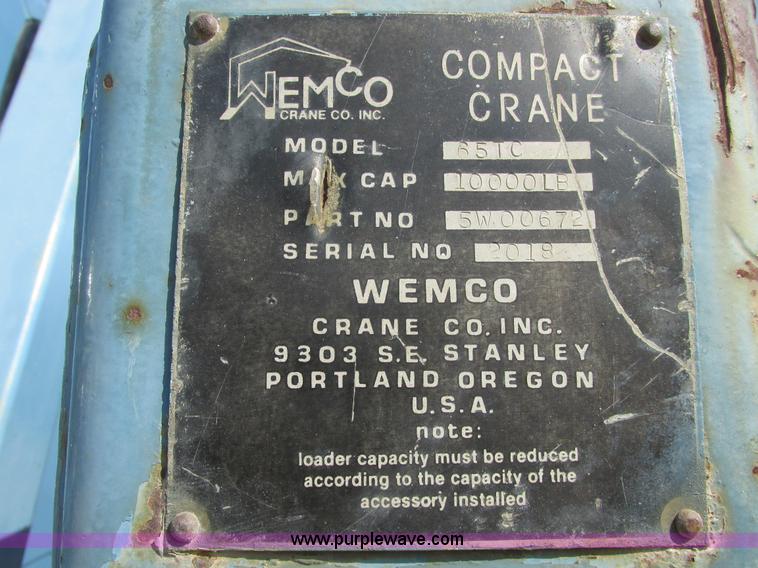 WEMCO
CRANE CO. INC.
COMPACT
CRANE
MODEL 65TC
MAX CAP 10000LB
PART NO 5W00672
SERIAL NO 2018
WEMCO
CRANE CO. INC.
9303 S.E. STANLEY
PORTLAND OREGON
U.S.A.
note:
loader capacity must be reduced
according to the capacity of the
accessory installed
www.purplewave.com